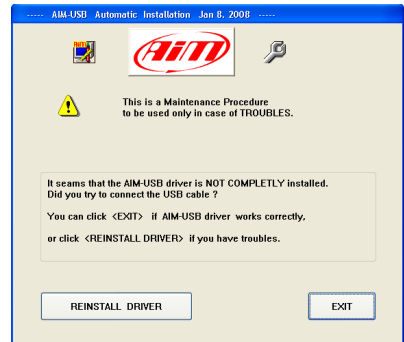 ----- AIM-USB Automatic Installation Jan 8, 2008 -----
AiM
This is a Maintenance Procedure
to be used only in case of TROUBLES.
It seams that the AIM-USB driver is NOT COMPLETLY installed.
Did you try to connect the USB cable ?
You can click <EXIT> if AIM-USB driver works correctly,
or click <REINSTALL DRIVER> if you have troubles.
REINSTALL DRIVER
EXIT